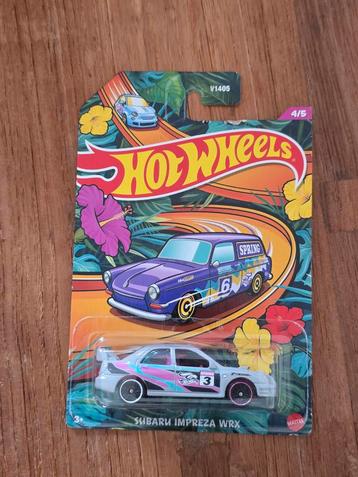 V1405
4/5
HOT WHEELS
SPRING
6
3
3+
SUBARU IMPREZA WRX
MATTEL